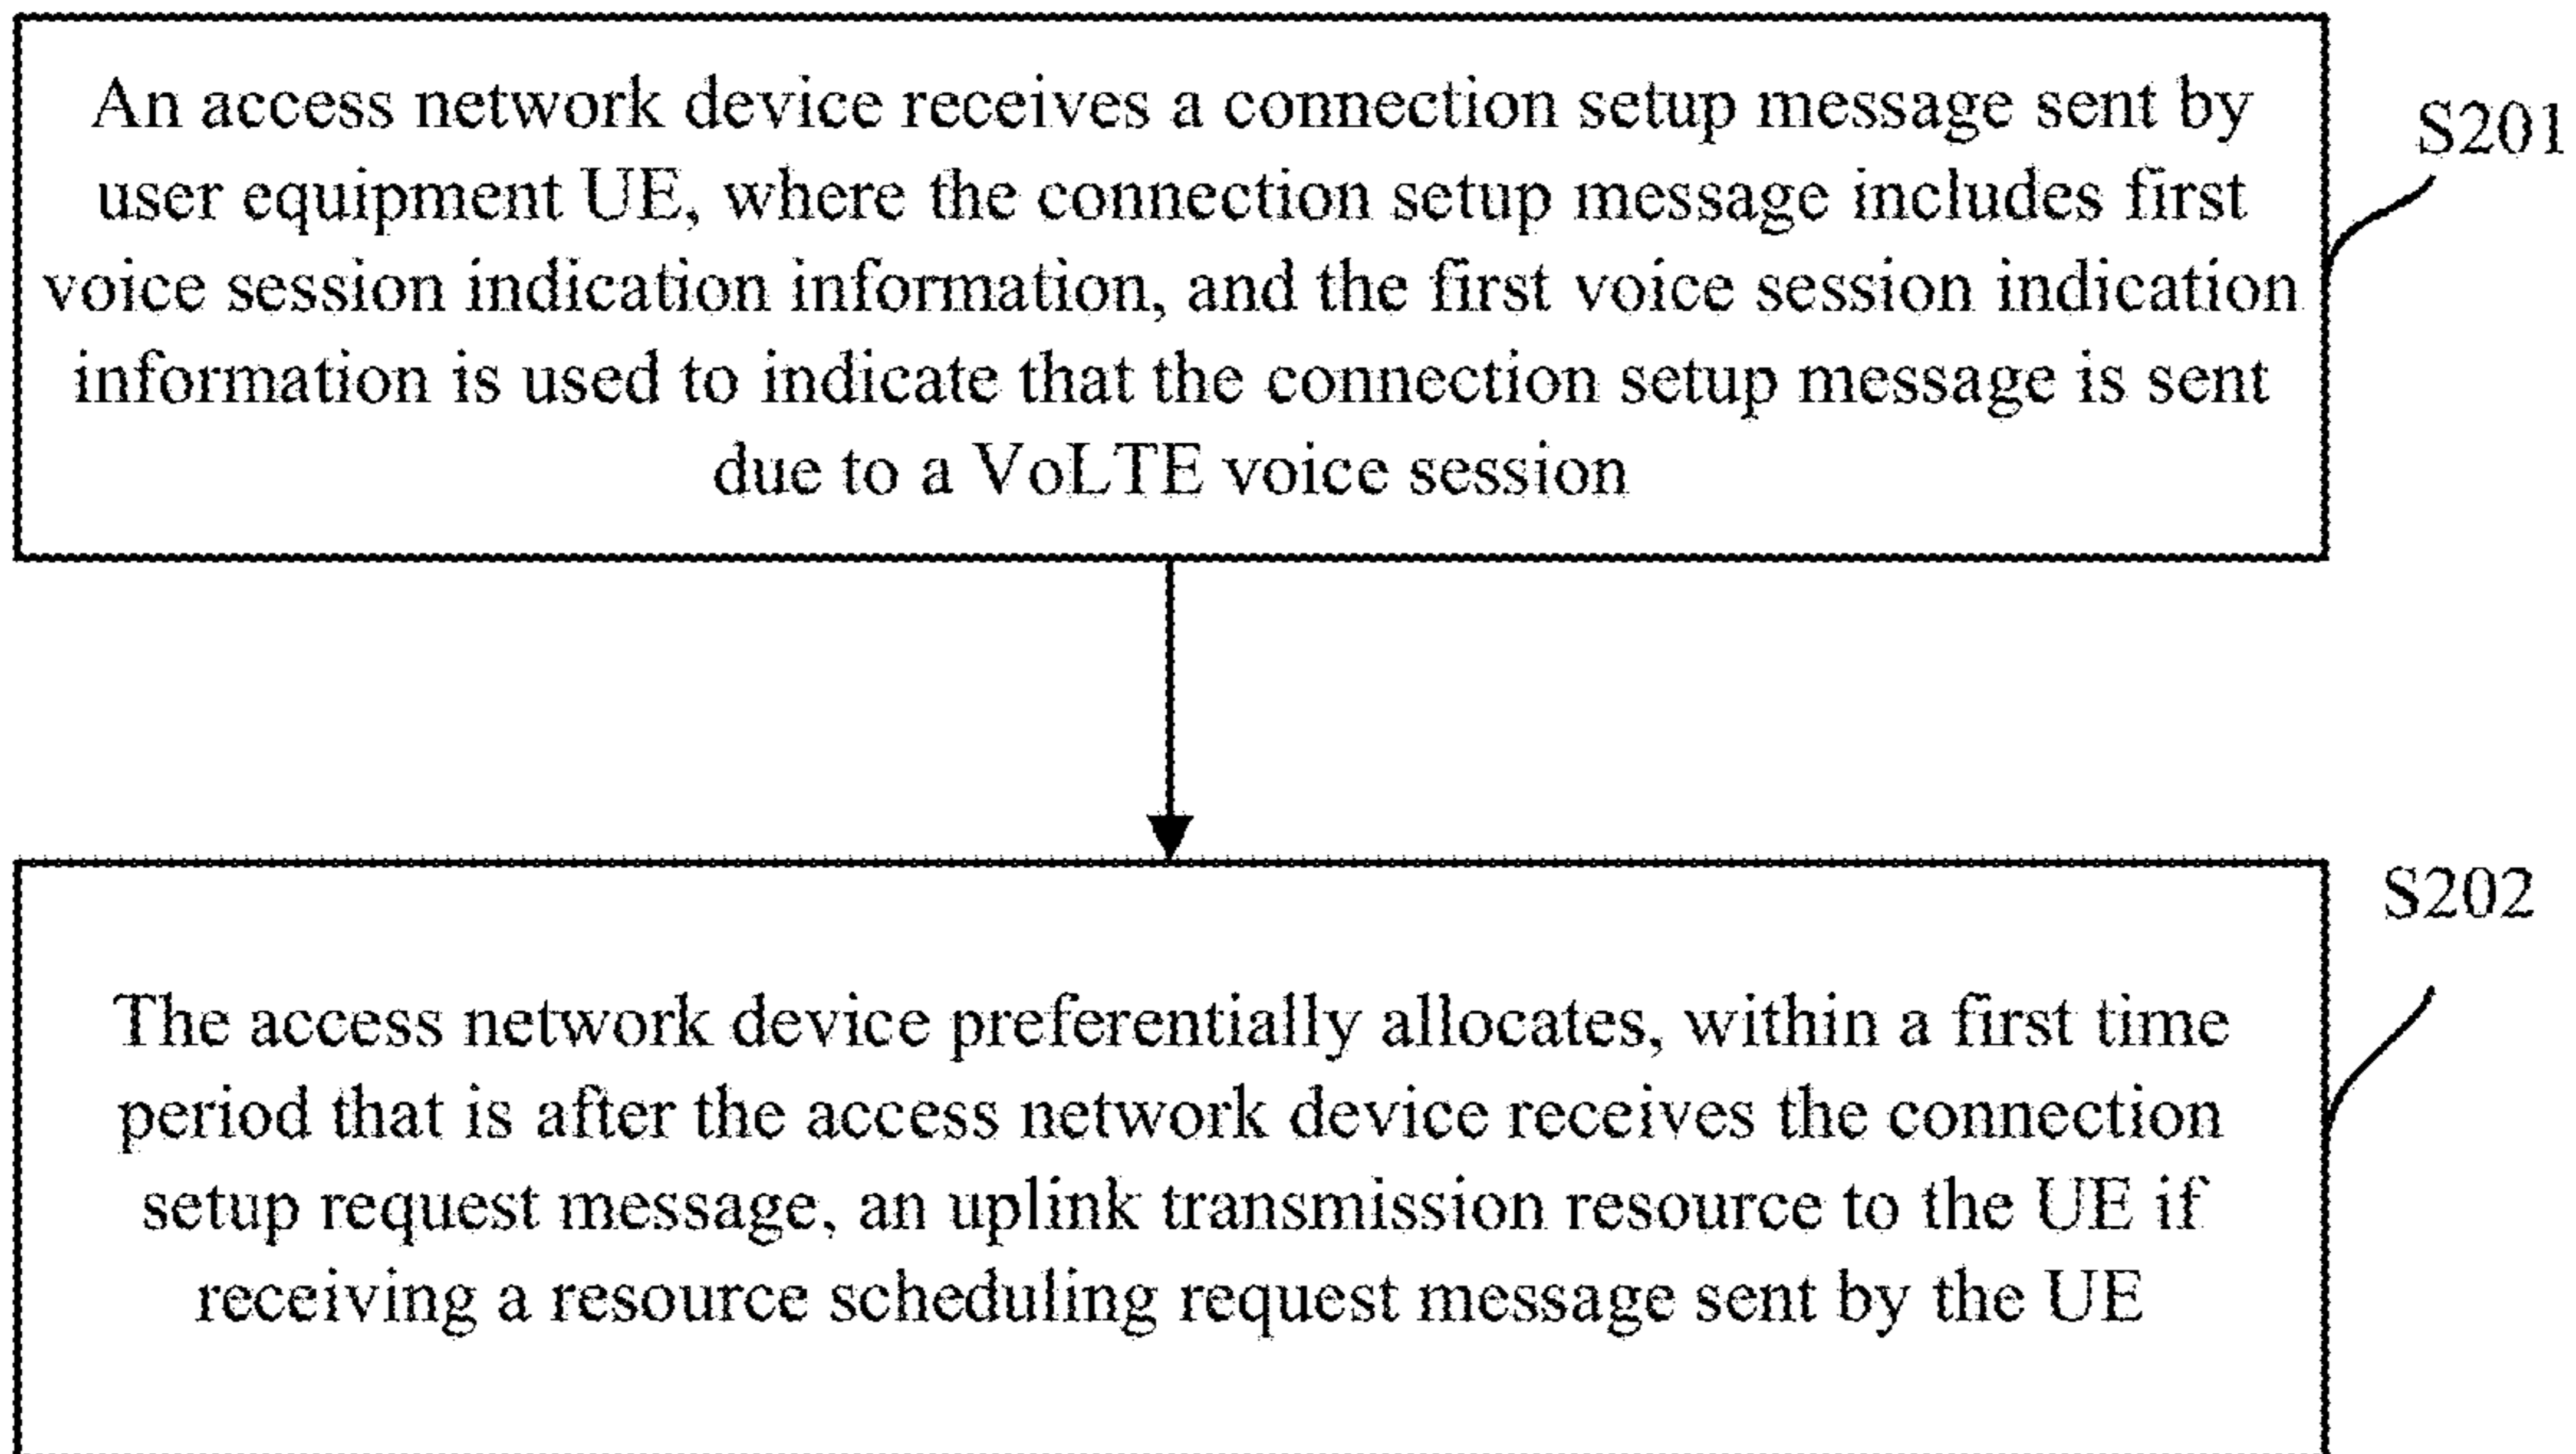 An access network device receives a connection setup message sent by
user equipment UE, where the connection setup message includes first
voice session indication information, and the first voice session indication
information is used to indicate that the connection setup message is sent
due to a VoLTE voice session
S201
The access network device preferentially allocates, within a first time
period that is after the access network device receives the connection
setup request message, an uplink transmission resource to the UE if
receiving a resource scheduling request message sent by the UE
S202